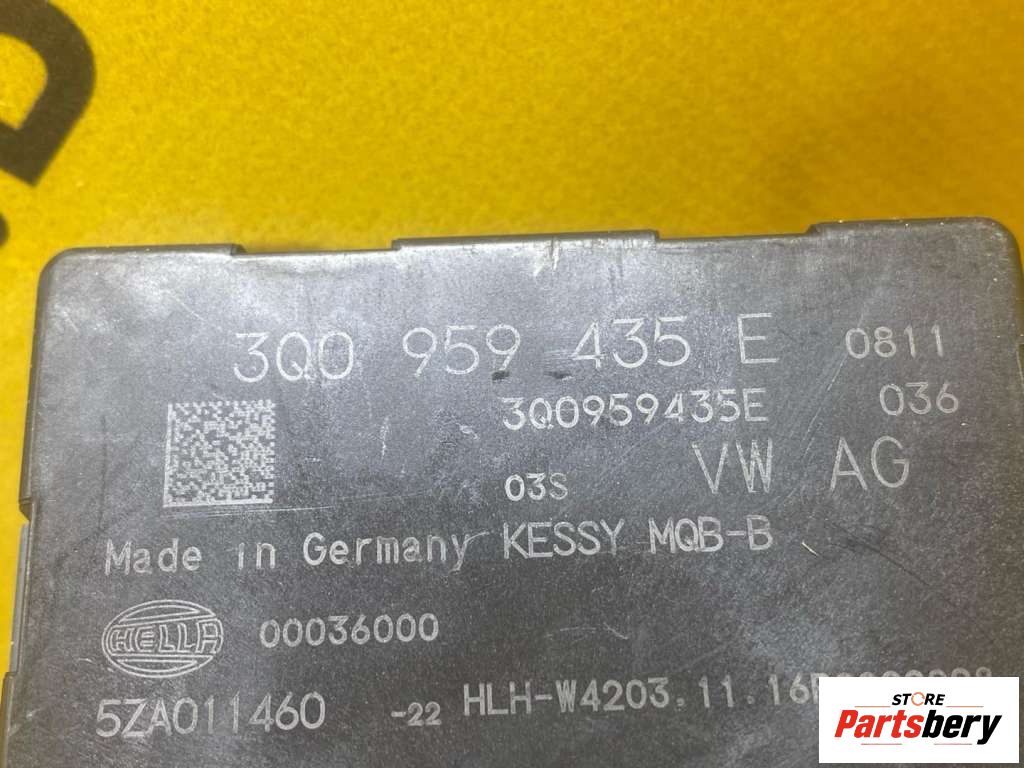 3Q0 959 435 E 0811
3Q0959435E 036
03S VW AG
Made in Germany KESSY MQB-B
HELLA 00036000
5ZA011460 -22 HLH-W4203.11.16
STORE
Partsbery